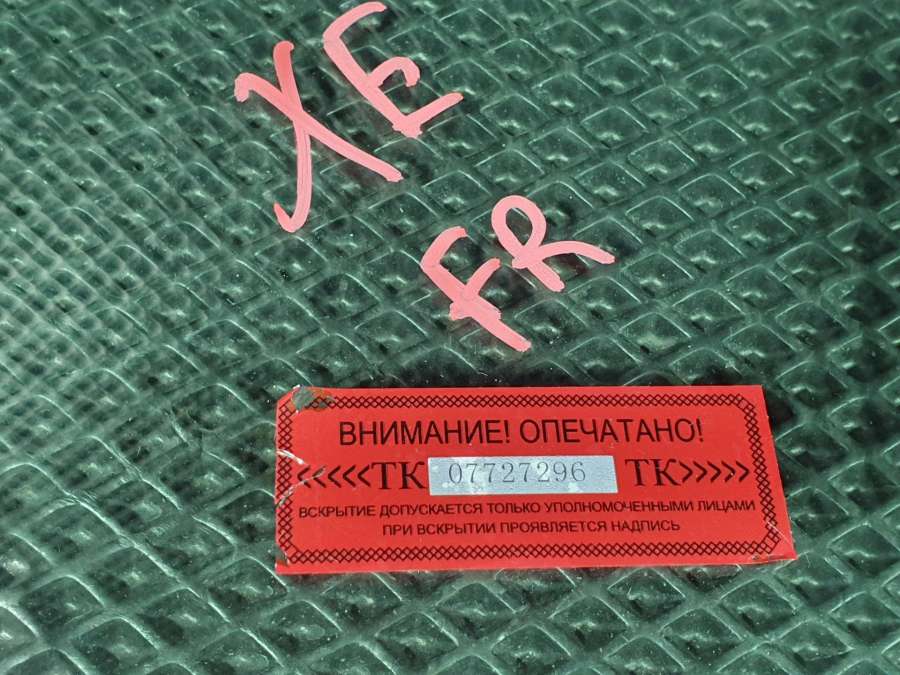 XE
FR
ВНИМАНИЕ! ОПЕЧАТАНО!
<<<<<ТК 07727296 ТК>>>>>
ВСКРЫТИЕ ДОПУСКАЕТСЯ ТОЛЬКО УПОЛНОМОЧЕННЫМИ ЛИЦАМИ
ПРИ ВСКРЫТИИ ПРОЯВЛЯЕТСЯ НАДПИСЬ